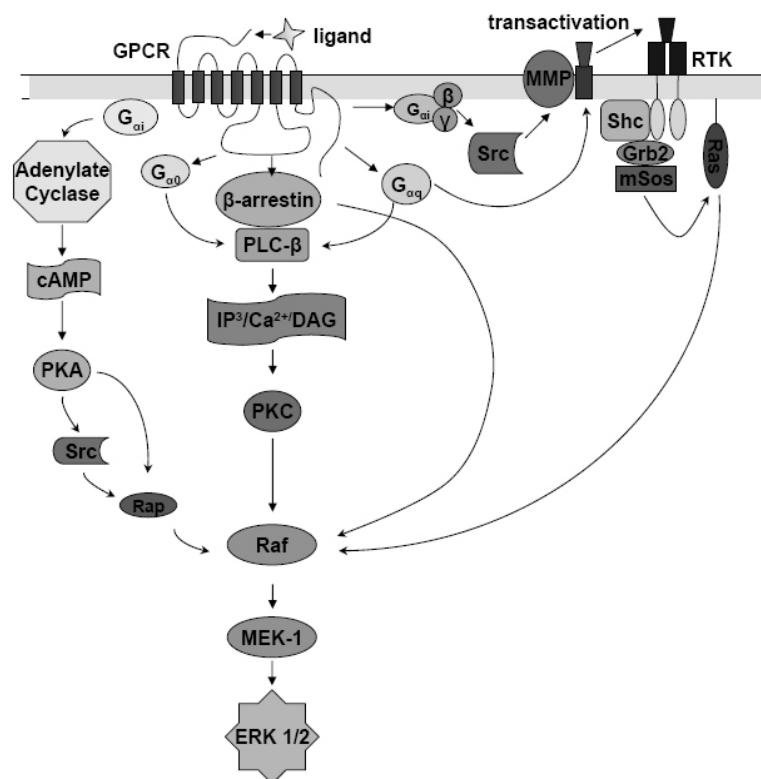 transactivation
GPCR
ligand
RTK
MMP
β
Gαi
γ
Gαi
Shc
Src
Ras
Adenylate
Cyclase
Gα0
Grb2
β-arrestin
Gαq
mSos
PLC-β
cAMP
IP³/Ca²⁺/DAG
PKA
PKC
Src
Rap
Raf
MEK-1
ERK 1/2